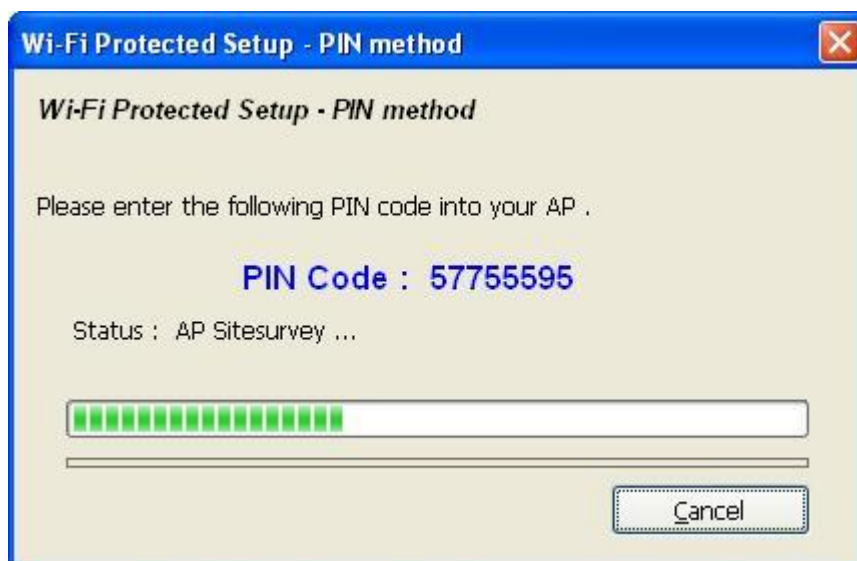 Wi-Fi Protected Setup - PIN method
Wi-Fi Protected Setup - PIN method
Please enter the following PIN code into your AP .
PIN Code : 57755595
Status : AP Sitesurvey ...
Cancel